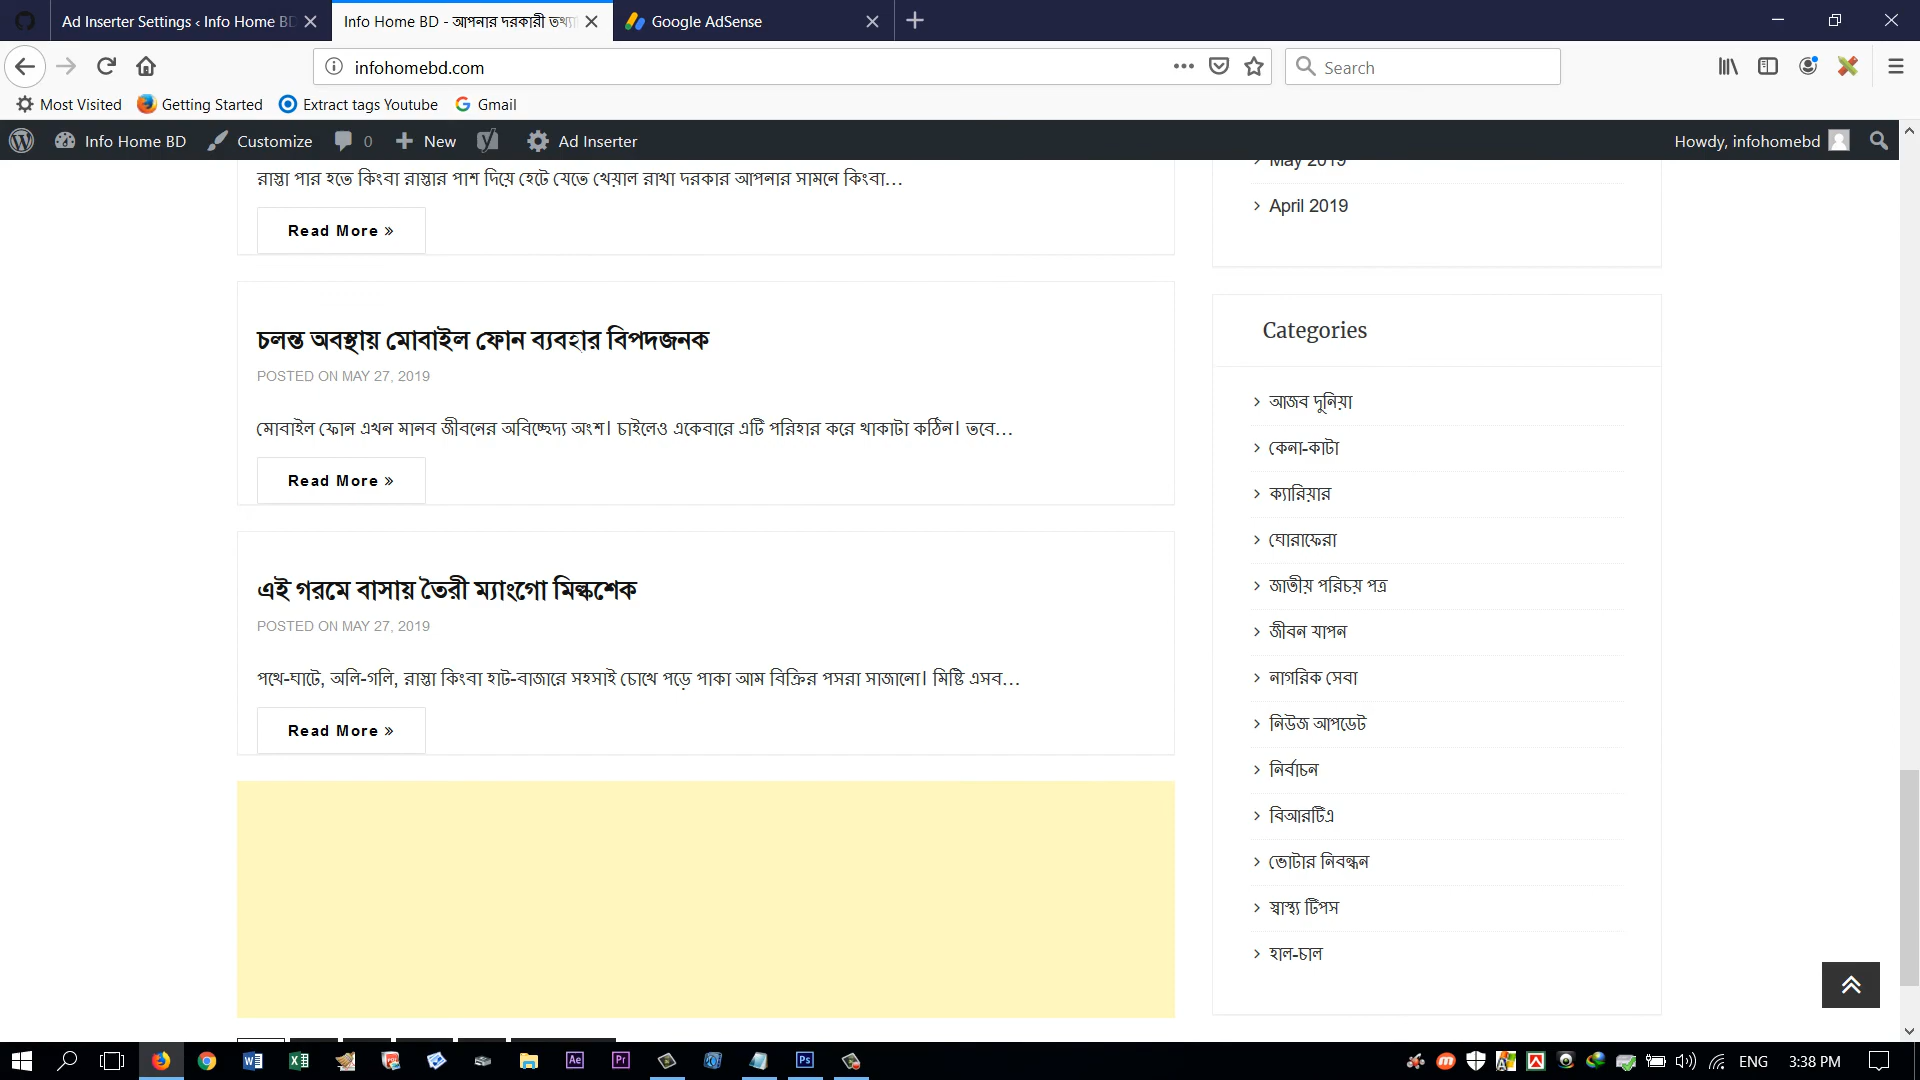 Ad Inserter Settings ‹ Info Home BD
Info Home BD - আপনার দরকারী তথ্য
Google AdSense
infohomebd.com
Search
Most Visited
Getting Started
Extract tags Youtube
Gmail
Info Home BD
Customize
0
New
Ad Inserter
Howdy, infohomebd
রাস্তা পার হতে কিংবা রাস্তার পাশ দিয়ে হেটে যেতে খেয়াল রাখা দরকার আপনার সামনে কিংবা...
Read More »
চলন্ত অবস্থায় মোবাইল ফোন ব্যবহার বিপদজনক
POSTED ON MAY 27, 2019
মোবাইল ফোন এখন মানব জীবনের অবিচ্ছেদ্য অংশ। চাইলেও একেবারে এটি পরিহার করে থাকাটা কঠিন। তবে...
Read More »
এই গরমে বাসায় তৈরী ম্যাংগো মিল্কশেক
POSTED ON MAY 27, 2019
পথে-ঘাটে, অলি-গলি, রাস্তা কিংবা হাট-বাজারে সহসাই চোখে পড়ে পাকা আম বিক্রির পসরা সাজানো। মিষ্টি এসব...
Read More »
May 2019
April 2019
Categories
আজব দুনিয়া
কেনা-কাটা
ক্যারিয়ার
ঘোরাফেরা
জাতীয় পরিচয় পত্র
জীবন যাপন
নাগরিক সেবা
নিউজ আপডেট
নির্বাচন
বিআরটিএ
ভোটার নিবন্ধন
স্বাস্থ্য টিপস
হাল-চাল
Ae
Pr
Ps
ENG
3:38 PM